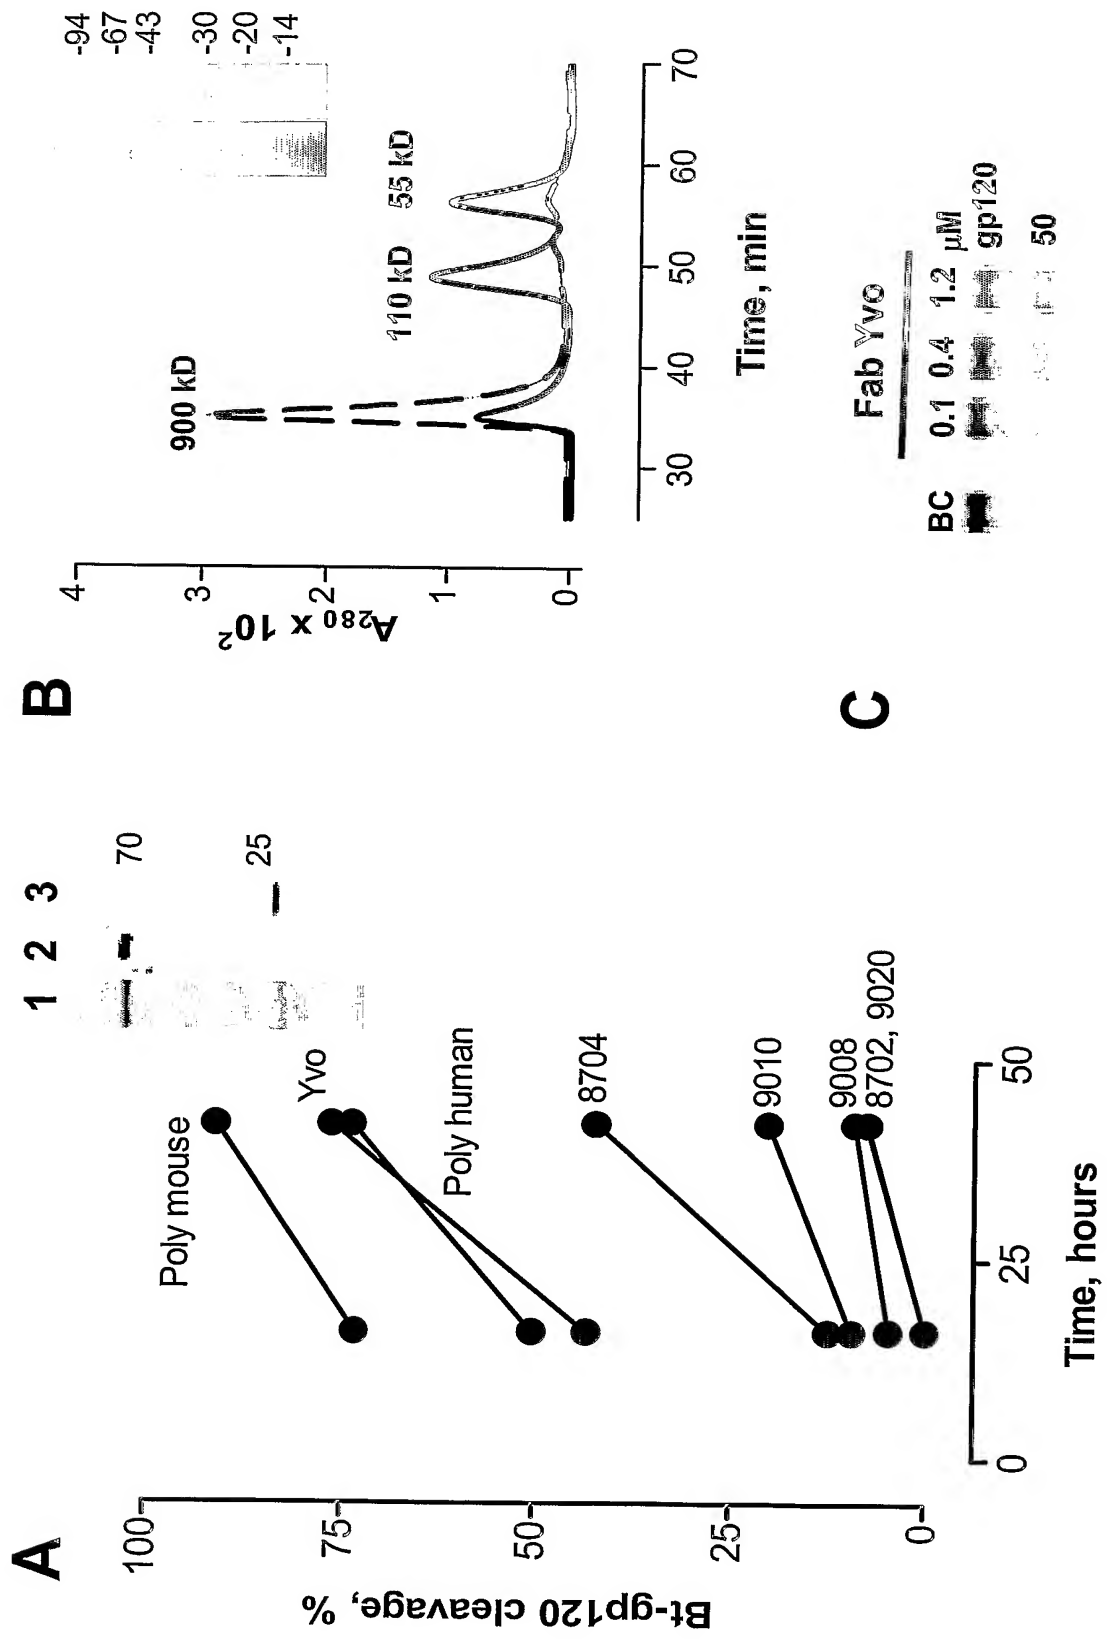 A
Bt-gp120 cleavage, %
100-
75-
50-
25-
0-
Poly mouse
Yvo
Poly human
8704
9010
9008
8702, 9020
1 2 3
70
25
0 25 50
Time, hours
B
A280 x 10²
4
3
2
1
0
900 kD
110 kD
55 kD
-94
-67
-43
-30
-20
-14
30 40 50 60 70
Time, min
C
Fab Yvo
BC 0.1 0.4 1.2 µM
gp120
50